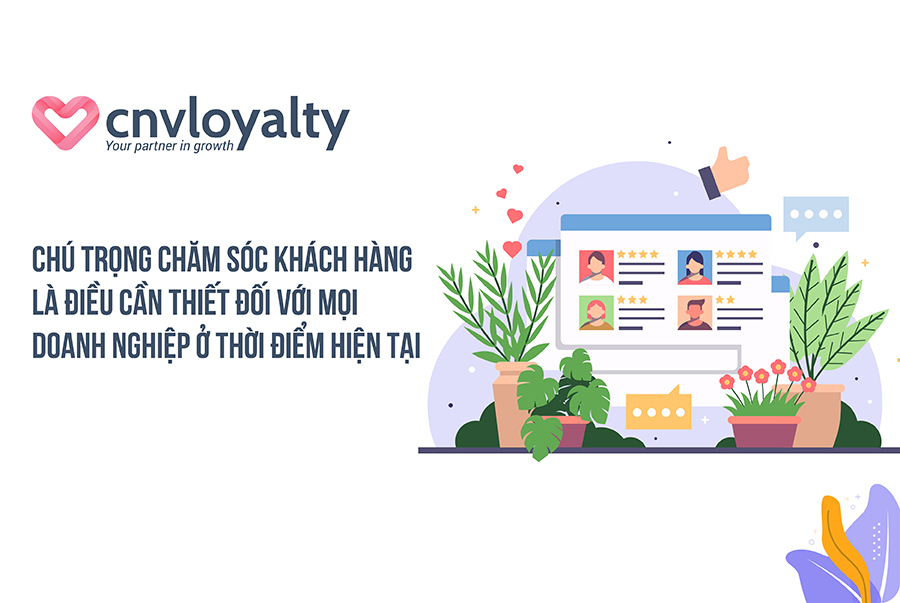 cnvloyalty
Your partner in growth
CHÚ TRỌNG CHĂM SÓC KHÁCH HÀNG
LÀ ĐIỀU CẦN THIẾT ĐỐI VỚI MỌI
DOANH NGHIỆP Ở THỜI ĐIỂM HIỆN TẠI